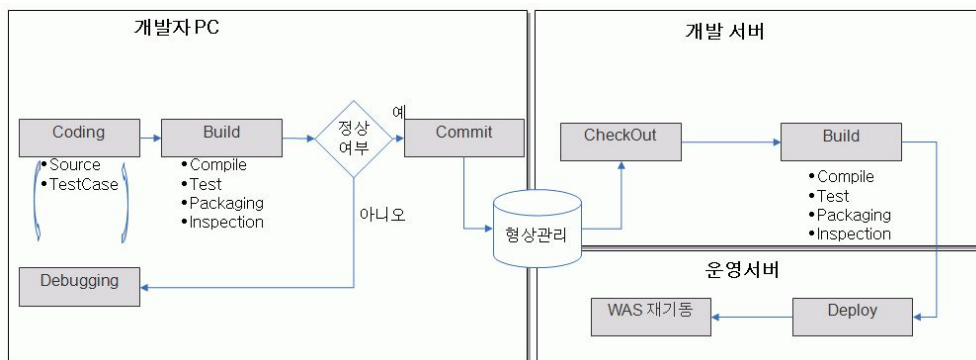 개발자 PC
Coding
• Source
• TestCase
Build
• Compile
• Test
• Packaging
• Inspection
정상
여부
예
아니오
Commit
Debugging
형상관리
개발 서버
CheckOut
Build
• Compile
• Test
• Packaging
• Inspection
운영서버
WAS 재기동
Deploy